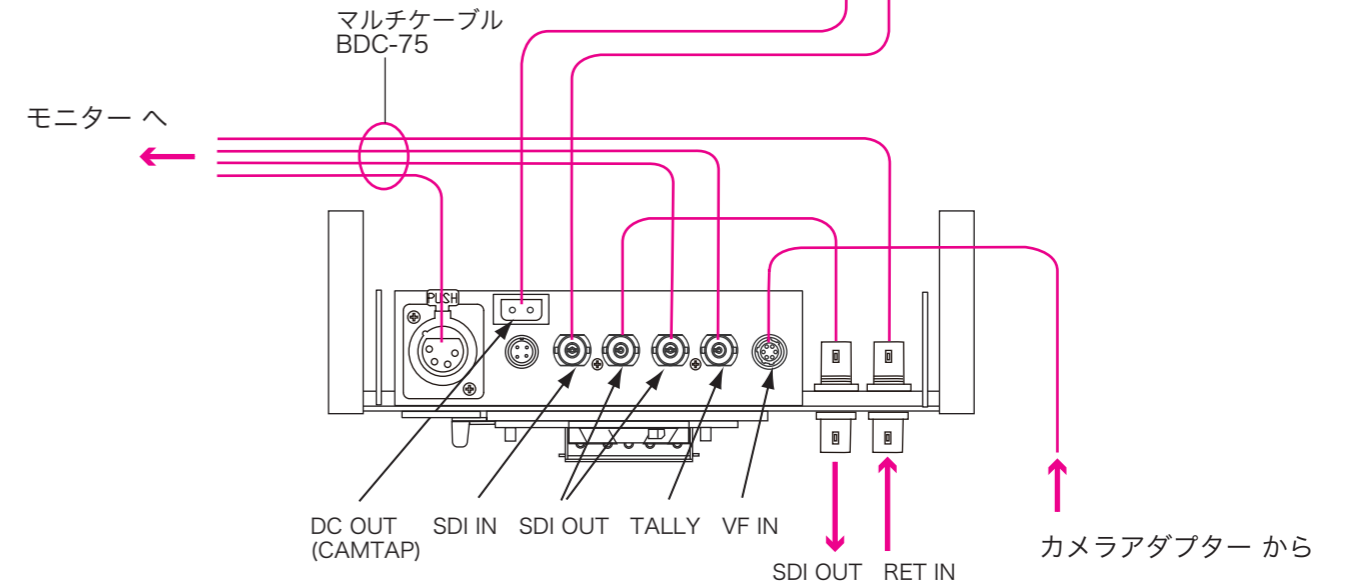 マルチケーブル
BDC-75
モニター へ
PUSH
DC OUT
(CAMTAP)
SDI IN
SDI OUT
TALLY
VF IN
SDI OUT
RET IN
カメラアダプター から